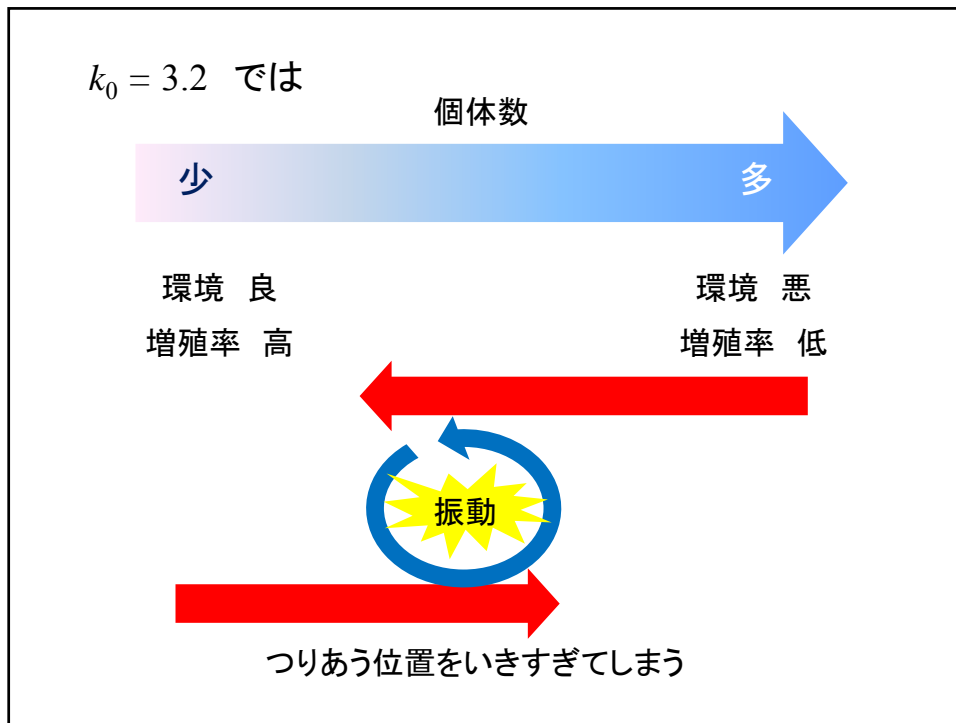 k₀ = 3.2 では
個体数
少 多
環境 良 環境 悪
増殖率 高 増殖率 低
振動
つりあう位置をいきすぎてしまう